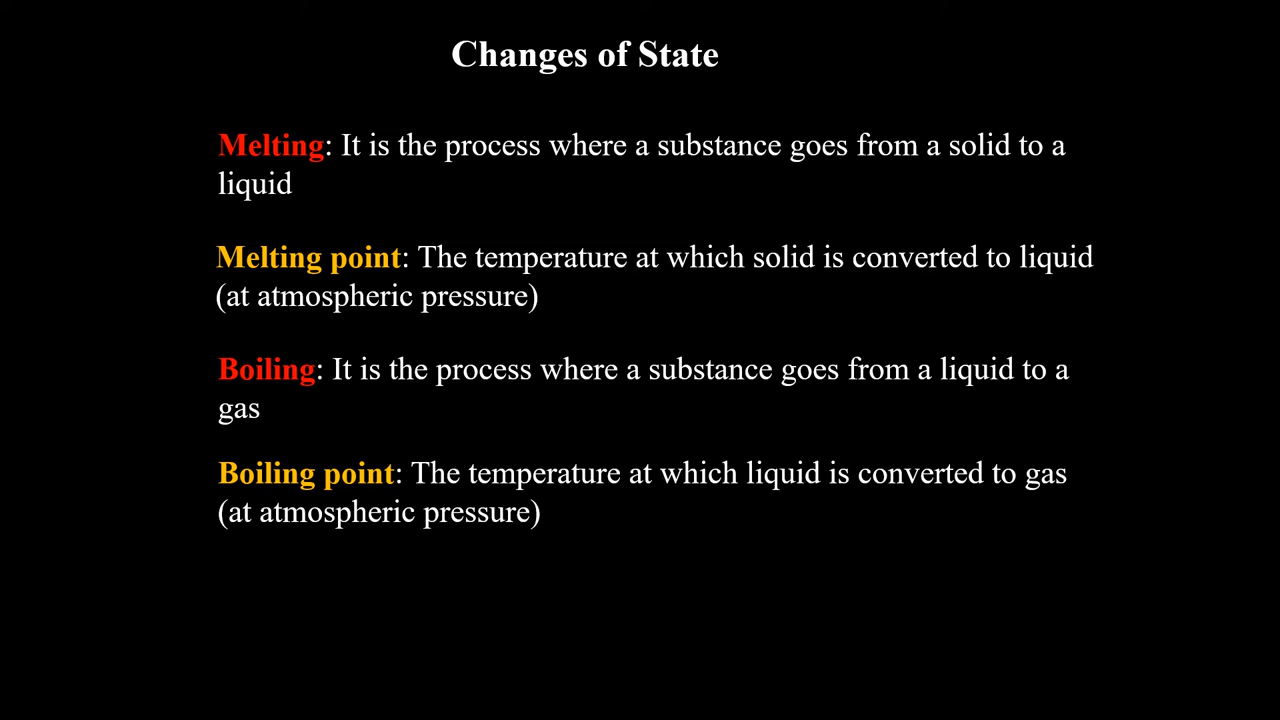 Changes of State
Melting: It is the process where a substance goes from a solid to a
liquid
Melting point: The temperature at which solid is converted to liquid
(at atmospheric pressure)
Boiling: It is the process where a substance goes from a liquid to a
gas
Boiling point: The temperature at which liquid is converted to gas
(at atmospheric pressure)